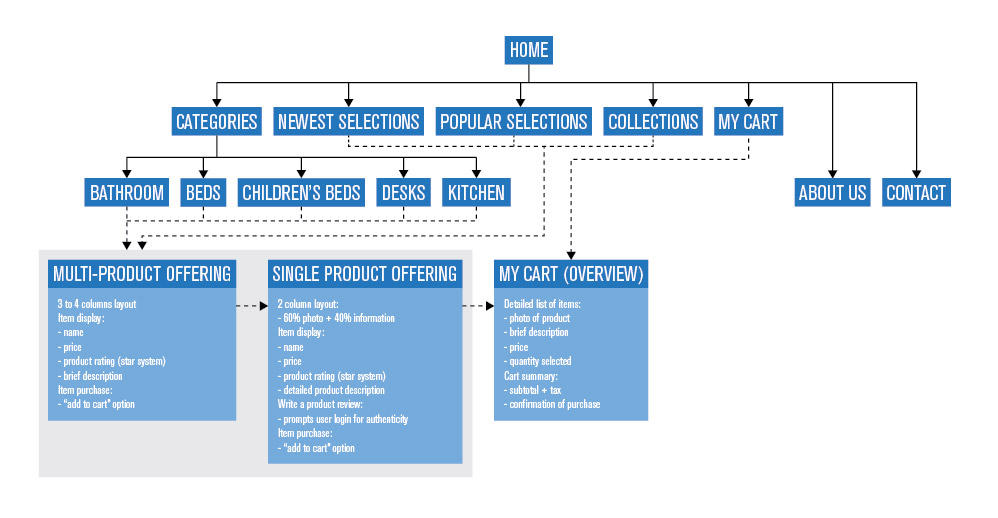 HOME
CATEGORIES
NEWEST SELECTIONS
POPULAR SELECTIONS
COLLECTIONS
MY CART
BATHROOM
BEDS
CHILDREN'S BEDS
DESKS
KITCHEN
ABOUT US
CONTACT
MULTI-PRODUCT OFFERING
3 to 4 columns layout
Item display:
- name
- price
- product rating (star system)
- brief description
Item purchase:
- "add to cart" option
SINGLE PRODUCT OFFERING
2 column layout:
- 60% photo + 40% information
Item display:
- name
- price
- product rating (star system)
- detailed product description
Write a product review:
- prompts user login for authenticity
Item purchase:
- "add to cart" option
MY CART (OVERVIEW)
Detailed list of items:
- photo of product
- brief description
- price
- quantity selected
Cart summary:
- subtotal + tax
- confirmation of purchase